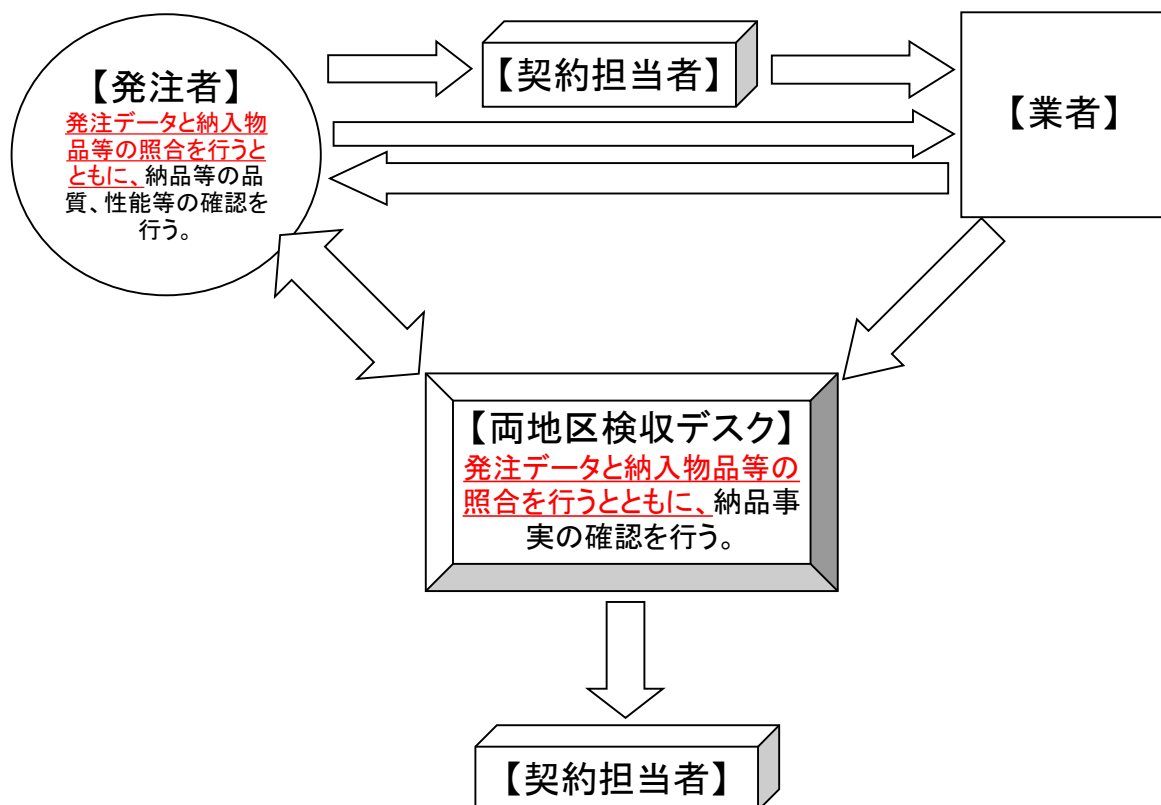 【発注者】
発注データと納入物
品等の照合を行うと
ともに、納品等の品
質、性能等の確認を
行う。
【契約担当者】
【業者】
【両地区検収デスク】
発注データと納入物品等の
照合を行うとともに、納品事
実の確認を行う。
【契約担当者】